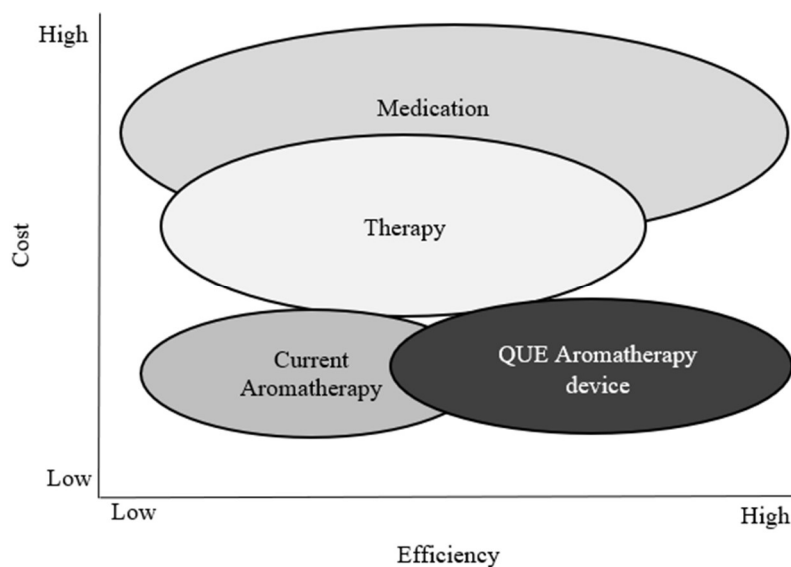 High
Medication
Therapy
Cost
Current
Aromatherapy
QUE Aromatherapy
device
Low
Low
High
Efficiency